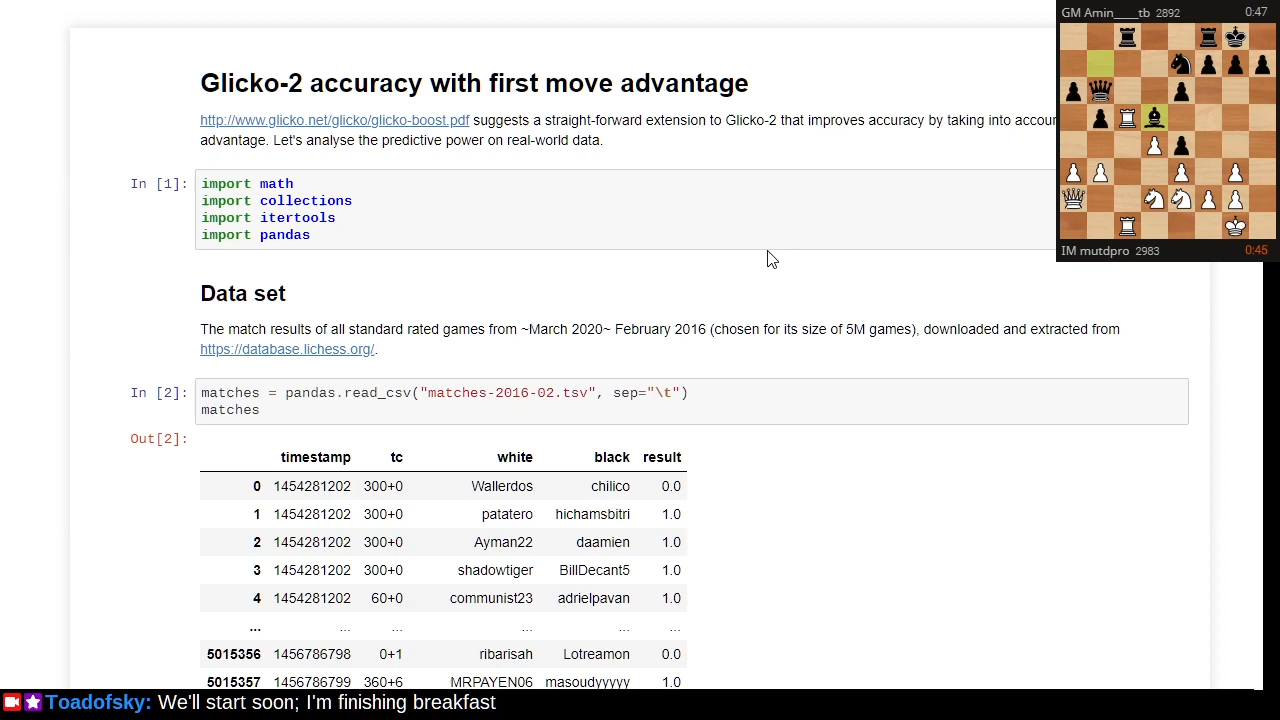 Glicko-2 accuracy with first move advantage
http://www.glicko.net/glicko/glicko-boost.pdf suggests a straight-forward extension to Glicko-2 that improves accuracy by taking into accour
advantage. Let's analyse the predictive power on real-world data.
In [1]: import math
import collections
import itertools
import pandas
GM Amin____tb 2892 0:47
IM mutdpro 2983 0:45
Data set
The match results of all standard rated games from ~March 2020~ February 2016 (chosen for its size of 5M games), downloaded and extracted from
https://database.lichess.org/.
In [2]: matches = pandas.read_csv("matches-2016-02.tsv", sep="\t")
matches
Out[2]:
timestamp tc white black result
0 1454281202 300+0 Wallerdos chilico 0.0
1 1454281202 300+0 patatero hichamsbitri 1.0
2 1454281202 300+0 Ayman22 daamien 1.0
3 1454281202 300+0 shadowtiger BillDecant5 1.0
4 1454281202 60+0 communist23 adrielpavan 1.0
... ... ... ... ... ...
5015356 1456786798 0+1 ribarisah Lotreamon 0.0
5015357 1456786799 360+6 MRPAYEN06 masoudyyyyy 1.0
Toadofsky: We'll start soon; I'm finishing breakfast